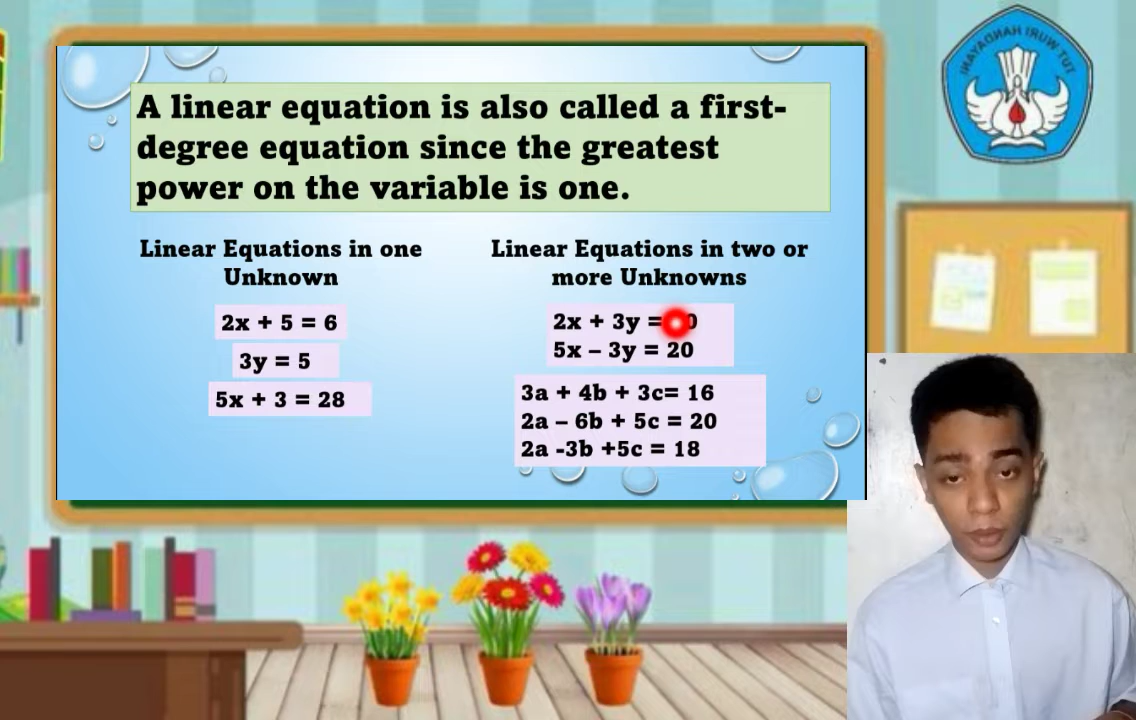 A linear equation is also called a first-
degree equation since the greatest
power on the variable is one.
Linear Equations in one
Unknown
2x + 5 = 6
3y = 5
5x + 3 = 28
Linear Equations in two or
more Unknowns
2x + 3y = 0
5x – 3y = 20
3a + 4b + 3c= 16
2a – 6b + 5c = 20
2a -3b +5c = 18
TUT WURI HANDAYANI